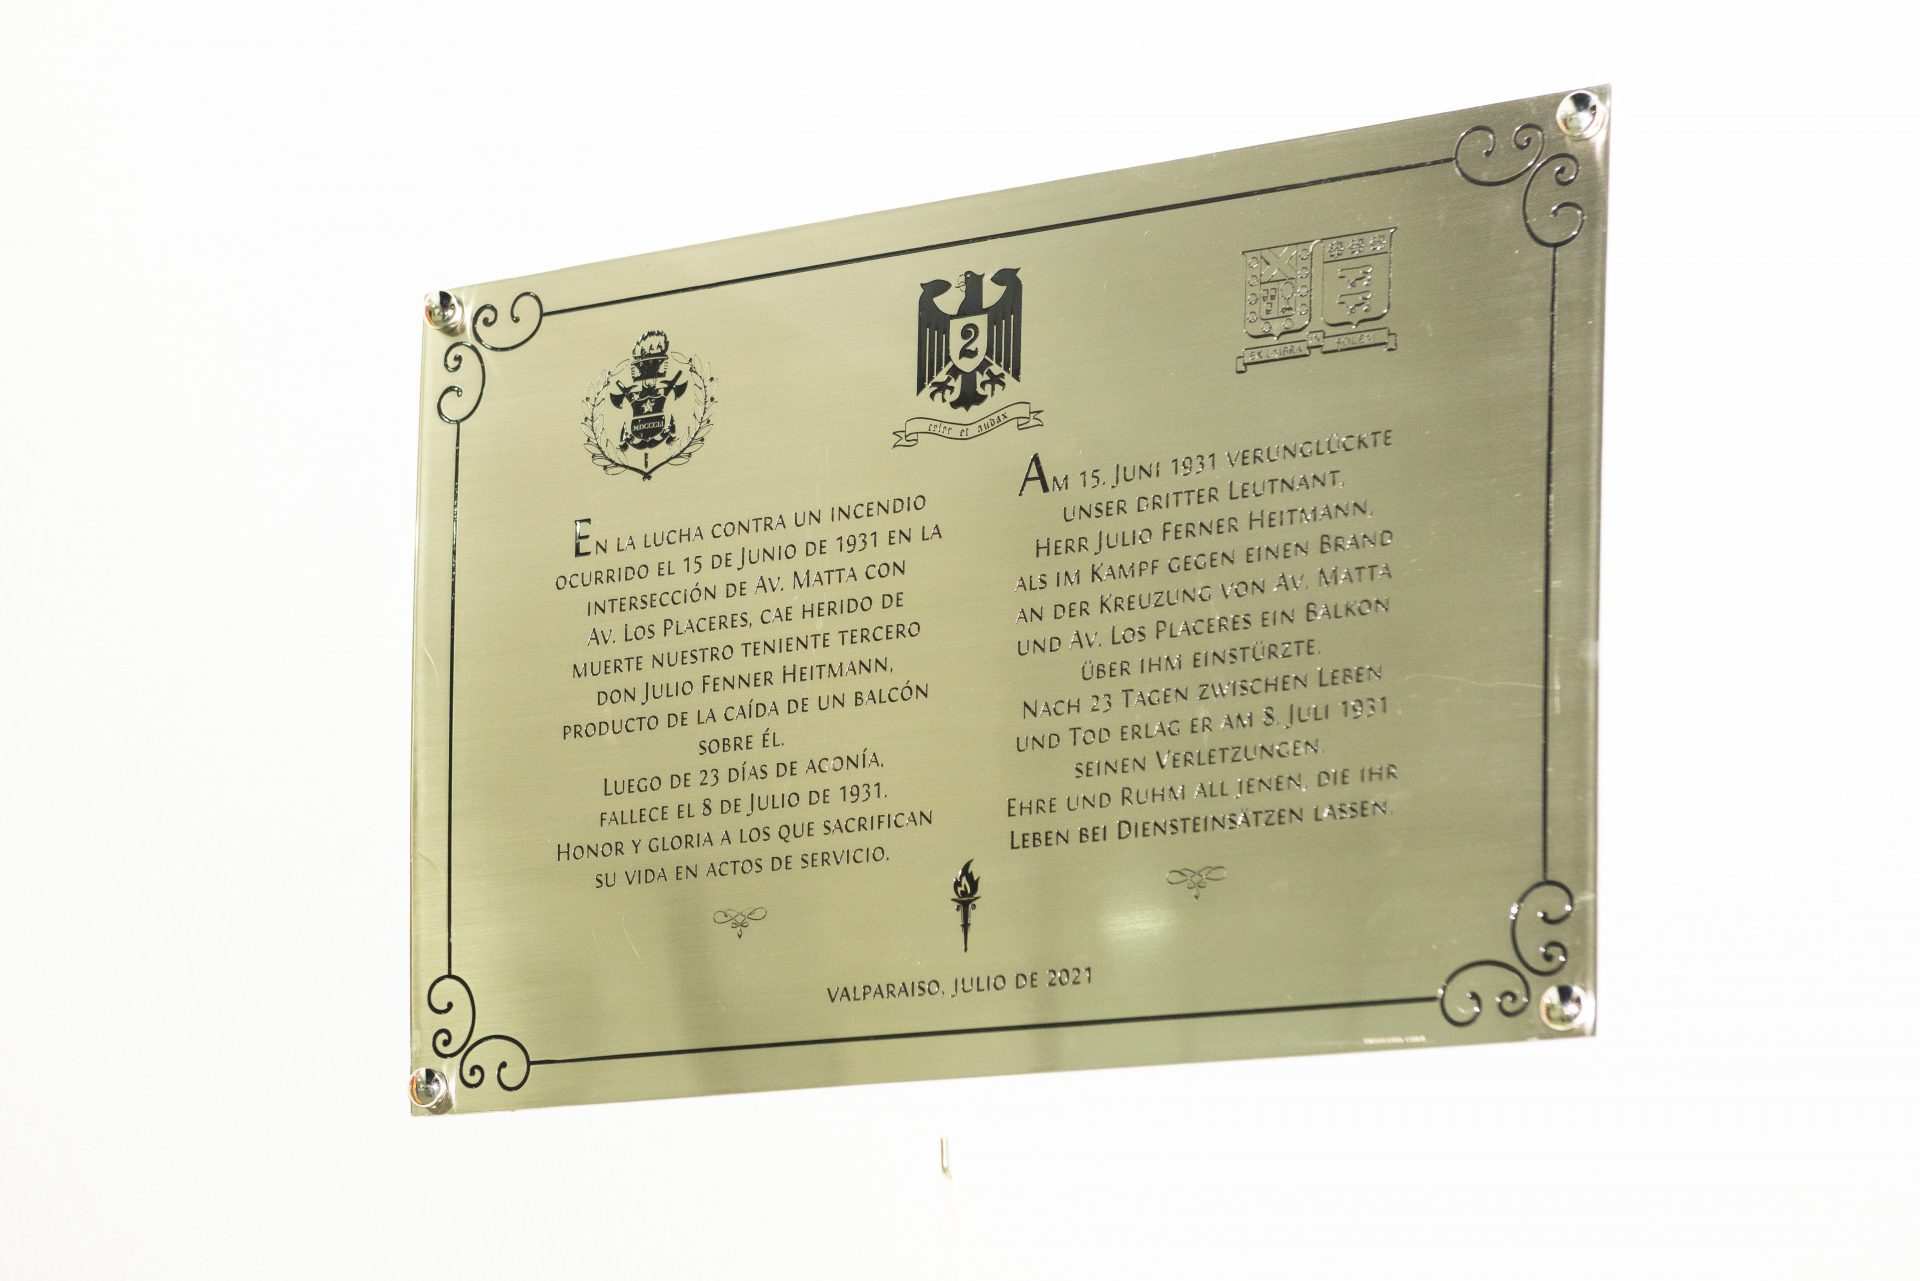 MDCCCLI
2
celer et audax
EX UMBRA IN SOLEM
En la lucha contra un incendio
ocurrido el 15 de Junio de 1931 en la
intersección de Av. Matta con
Av. Los Placeres, cae herido de
muerte nuestro teniente tercero
don Julio Fenner Heitmann,
producto de la caída de un balcón
sobre él.
Luego de 23 días de agonía,
fallece el 8 de Julio de 1931.
Honor y gloria a los que sacrifican
su vida en actos de servicio.
Am 15. Juni 1931 verunglückte
unser dritter Leutnant,
Herr Julio Ferner Heitmann,
als im Kampf gegen einen Brand
an der Kreuzung von Av. Matta
und Av. Los Placeres ein Balkon
über ihm einstürzte.
Nach 23 Tagen zwischen Leben
und Tod erlag er am 8. Juli 1931
seinen Verletzungen.
Ehre und Ruhm all jenen, die ihr
Leben bei Diensteinsätzen lassen.
Valparaiso, Julio de 2021